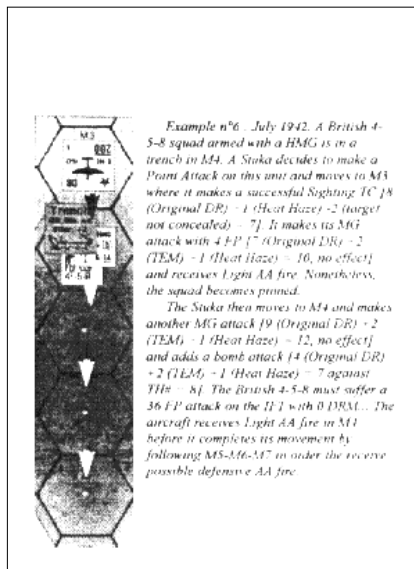 M3
Example n°6 : July 1942. A British 4-
5-8 squad armed with a HMG is in a
trench in M4. A Stuka decides to make a
Point Attack on this unit and moves to M3
where it makes a successful Sighting TC [8
(Original DR) + 1 (Heat Haze) -2 (target
not concealed) = 7]. It makes its MG
attack with 4 FP [7 (Original DR) + 2
(TEM) + 1 (Heat Haze) = 10, no effect]
and receives Light AA fire. Nonetheless,
the squad becomes pinned.
The Stuka then moves to M4 and makes
another MG attack [9 (Original DR) + 2
(TEM) + 1 (Heat Haze) = 12, no effect]
and adds a bomb attack [4 (Original DR)
+ 2 (TEM) + 1 (Heat Haze) = 7 against
TH# = 8]. The British 4-5-8 must suffer a
36 FP attack on the IFT with 0 DRM... The
aircraft receives Light AA fire in M4
before it completes its movement by
following M5-M6-M7 in order the receive
possible defensive AA fire.